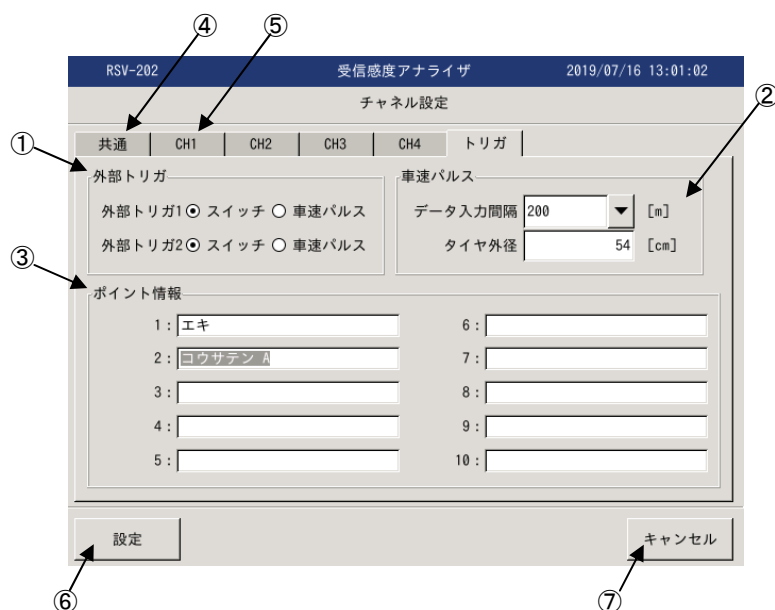 ④ ⑤
RSV-202 受信感度アナライザ 2019/07/16 13:01:02
チャネル設定
②
共通 CH1 CH2 CH3 CH4 トリガ
①
外部トリガ
外部トリガ1 スイッチ 車速パルス
外部トリガ2 スイッチ 車速パルス
車速パルス
データ入力間隔 200 [m]
タイヤ外径 54 [cm]
③
ポイント情報
1: エキ 6:
2: コウサテン A 7:
3: 8:
4: 9:
5: 10:
設定 キャンセル
⑥ ⑦